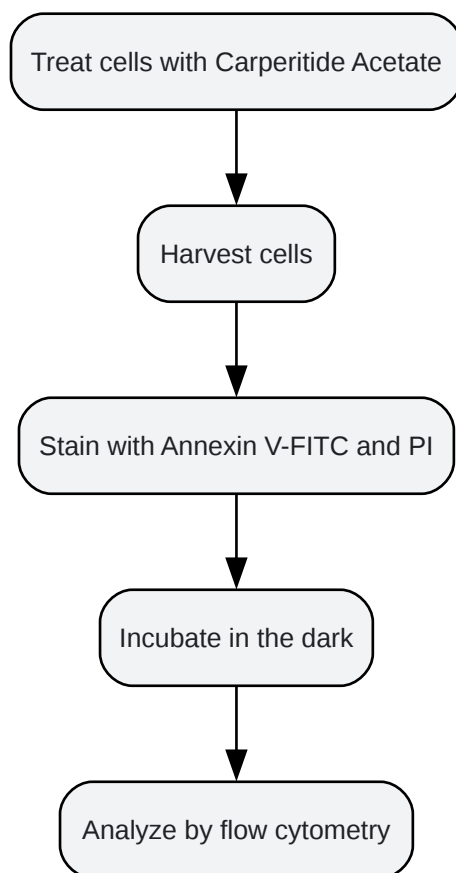 Treat cells with Carperitide Acetate
Harvest cells
Stain with Annexin V-FITC and PI
Incubate in the dark
Analyze by flow cytometry